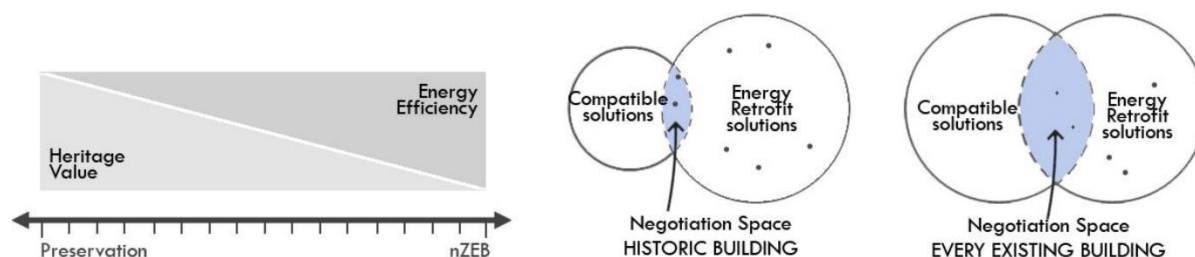 Energy
Efficiency
Heritage
Value
Preservation
nZEB
Compatible
solutions
Energy
Retrofit
solutions
Negotiation Space
HISTORIC BUILDING
Compatible
solutions
Energy
Retrofit
solutions
Negotiation Space
EVERY EXISTING BUILDING